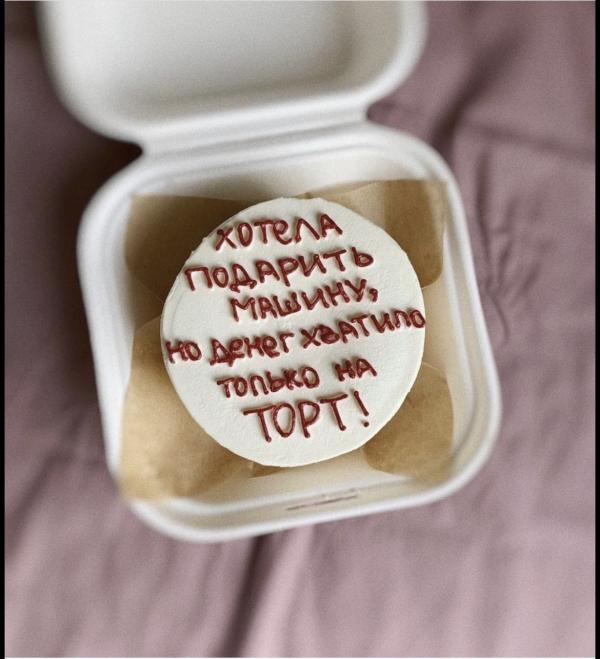 ХОТЕЛА
ПОДАРИТЬ
МАШИНУ,
НО ДЕНЕГ ХВАТИЛО
ТОЛЬКО НА
ТОРТ!